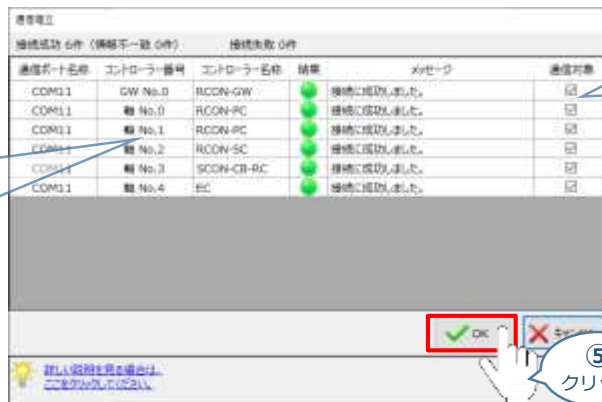 通信確立
接続成功 6件 (情報不一致 0件) 接続失敗 0件
通信ポート名称 コントローラー番号 コントローラー名称 結果 メッセージ 通信対象
COM11 GW No.0 RCON-GW 接続に成功しました。
COM11 軸 No.0 RCON-PC 接続に成功しました。
COM11 軸 No.1 RCON-PC 接続に成功しました。
COM11 軸 No.2 RCON-SC 接続に成功しました。
COM11 軸 No.3 SCON-CB-RC 接続に成功しました。
COM11 軸 No.4 EC 接続に成功しました。
OK
⑤
クリッ
詳しい説明を見る場合は、
ここをクリックしてください。